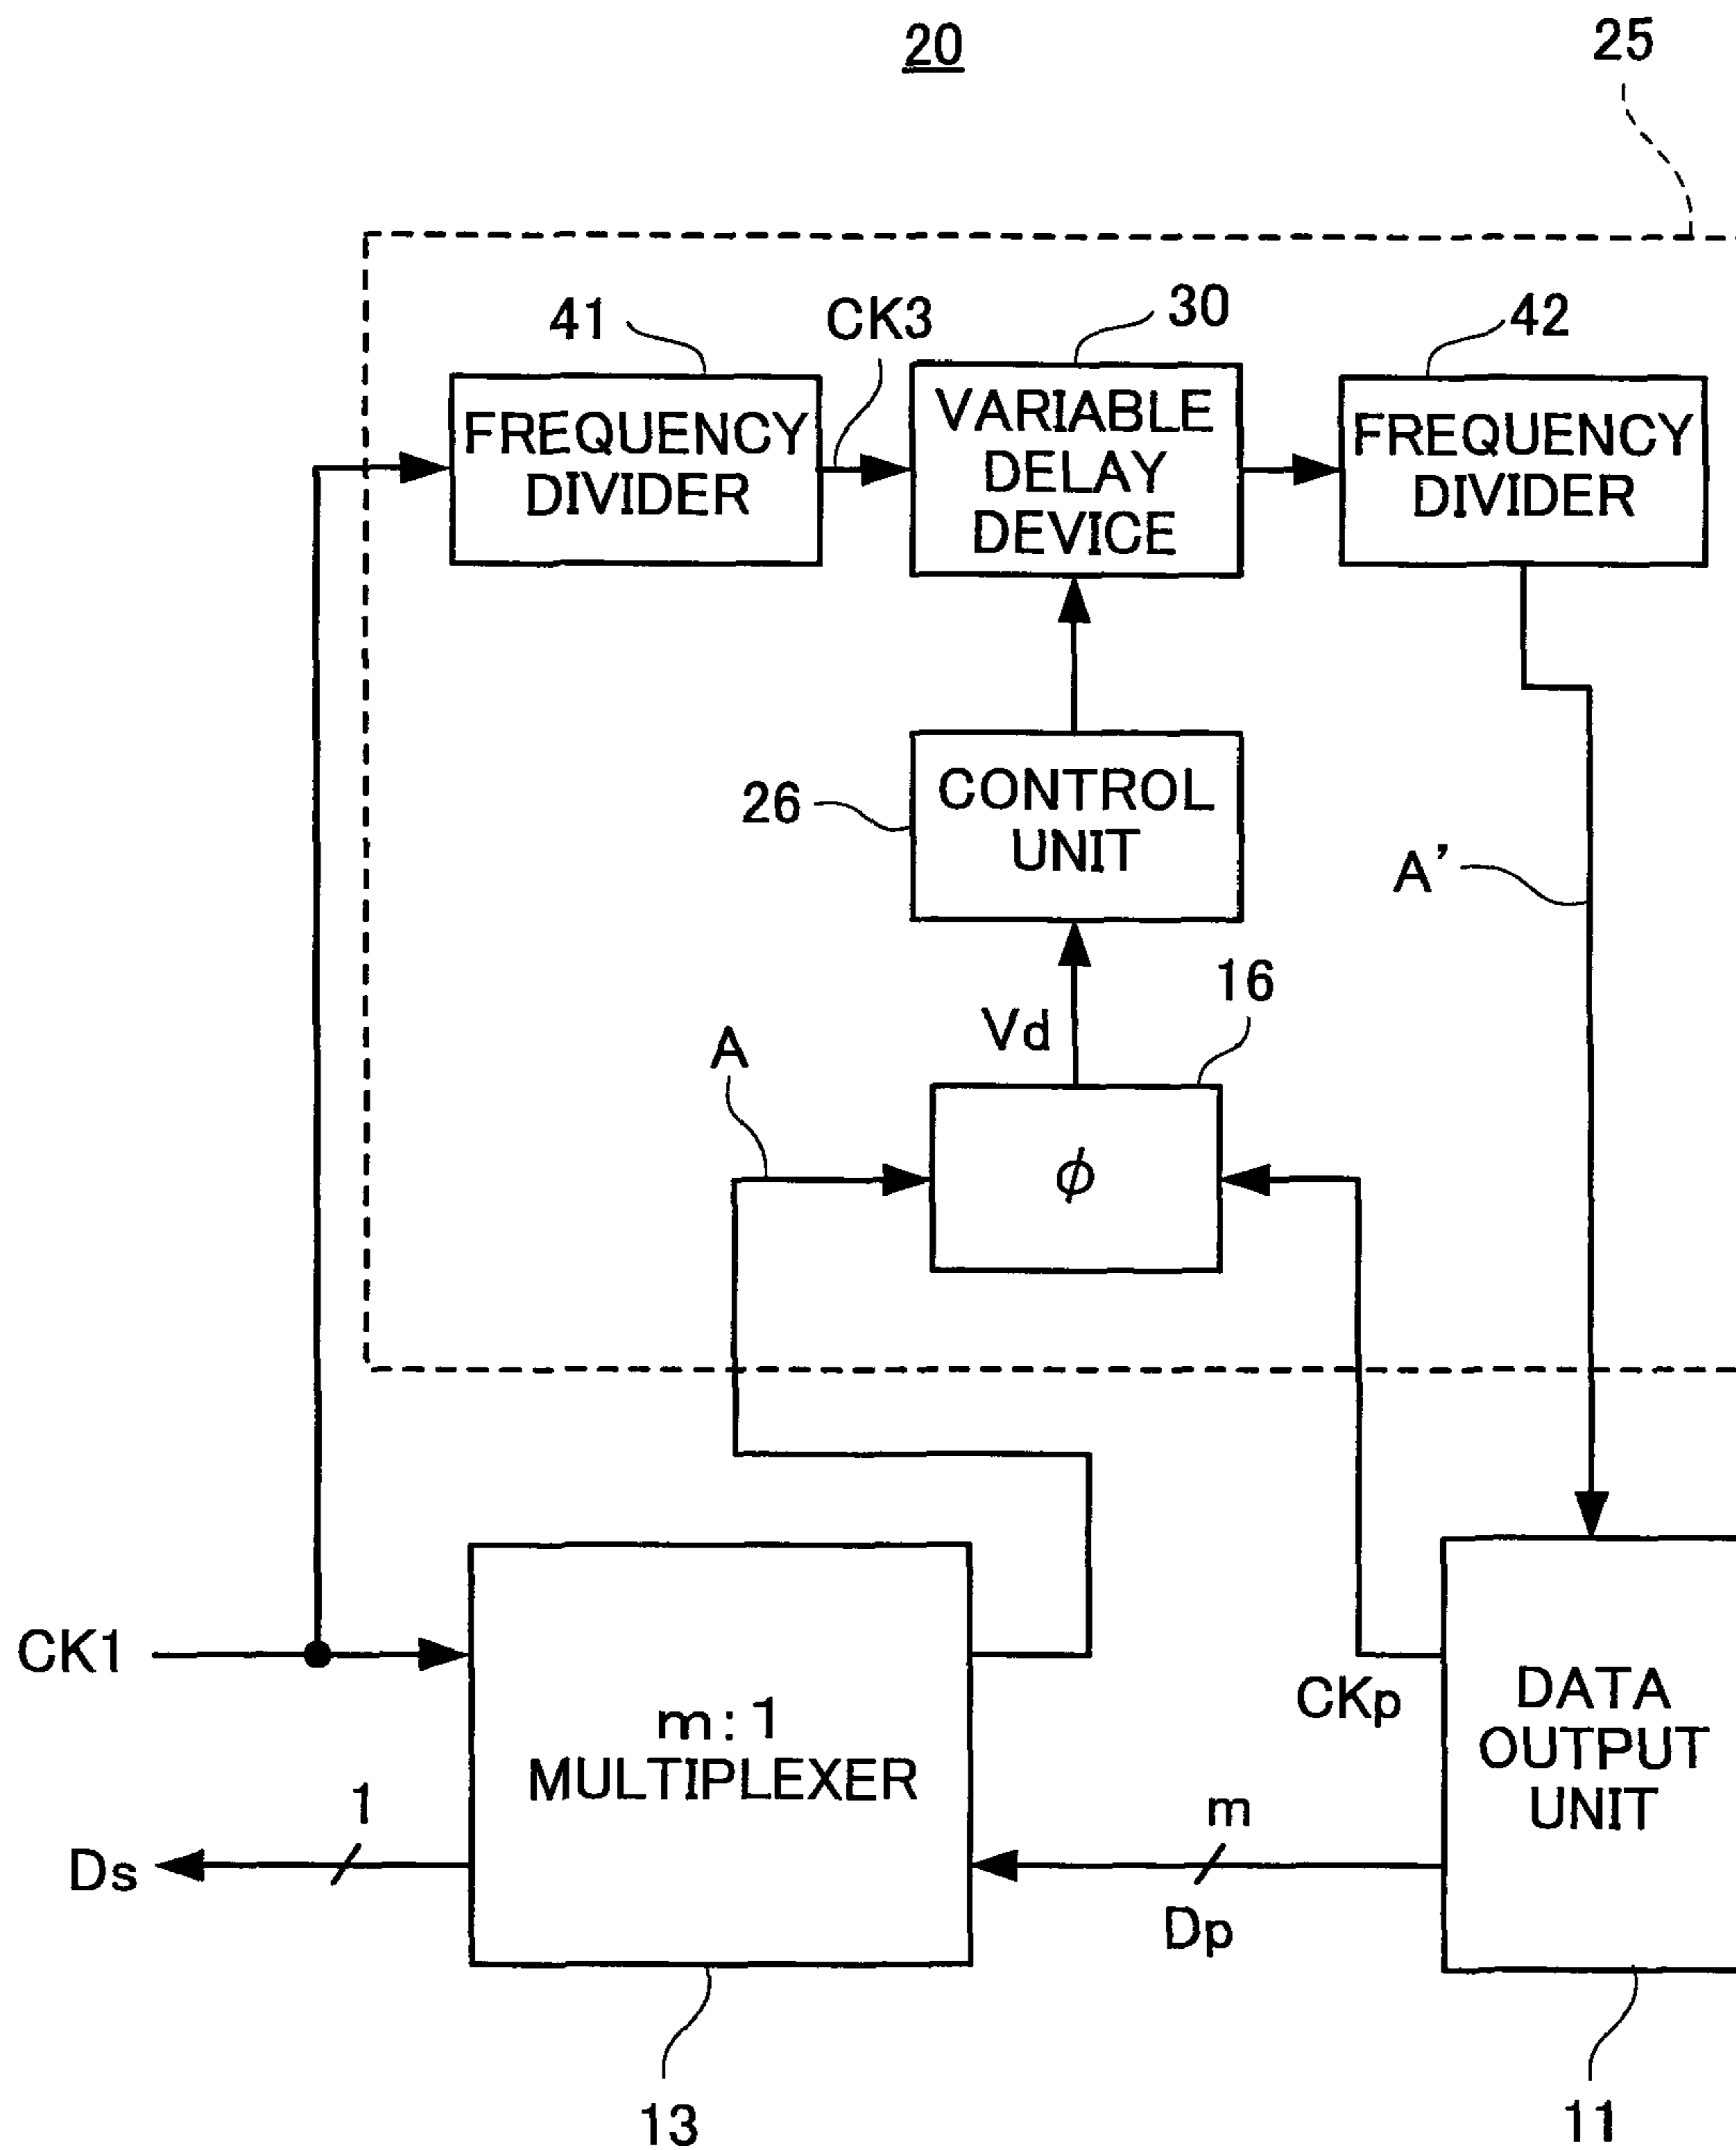 20
25
41
CK3
30
42
FREQUENCY
DIVIDER
VARIABLE
DELAY
DEVICE
FREQUENCY
DIVIDER
26
CONTROL
UNIT
A'
16
Vd
A
ϕ
CK1
m:1
MULTIPLEXER
CKp
DATA
OUTPUT
UNIT
1
m
Ds
Dp
13
11